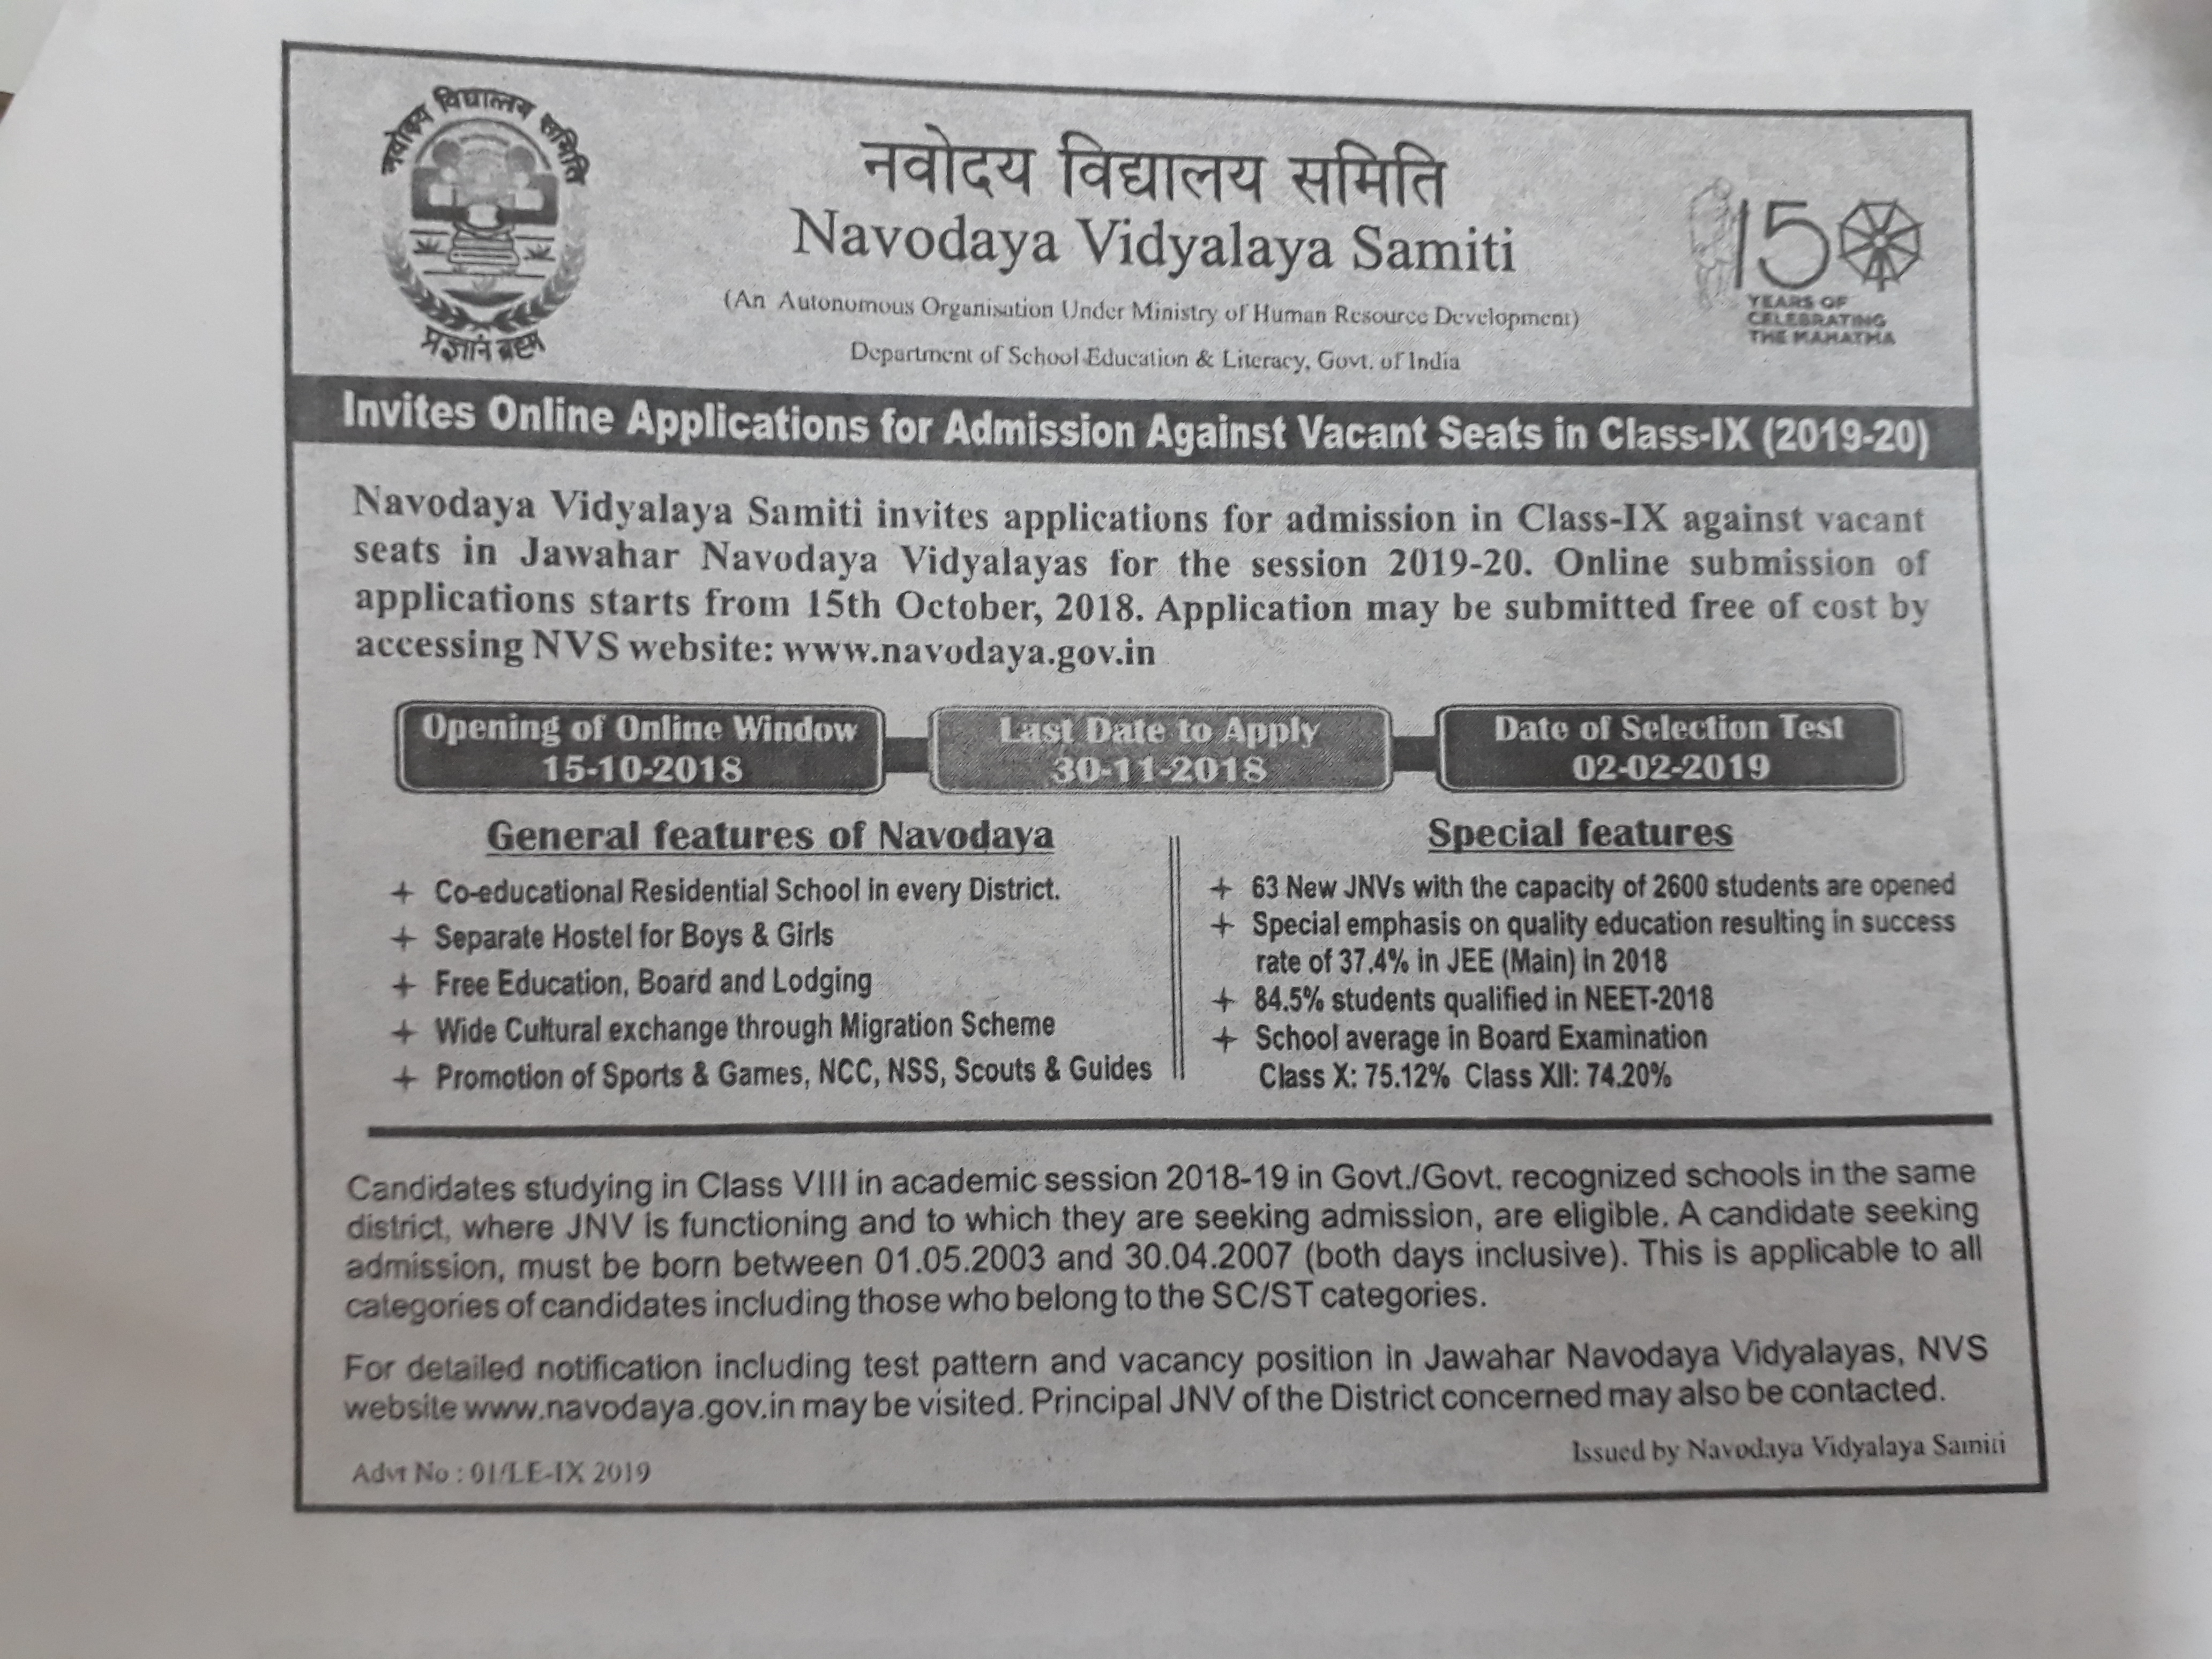 नवोदय विद्यालय समिति
प्रज्ञानं ब्रह्म
नवोदय विद्यालय समिति
Navodaya Vidyalaya Samiti
(An Autonomous Organisation Under Ministry of Human Resource Development)
Department of School Education & Literacy, Govt. of India
150
YEARS OF
CELEBRATING
THE MAHATMA
Invites Online Applications for Admission Against Vacant Seats in Class-IX (2019-20)
Navodaya Vidyalaya Samiti invites applications for admission in Class-IX against vacant
seats in Jawahar Navodaya Vidyalayas for the session 2019-20. Online submission of
applications starts from 15th October, 2018. Application may be submitted free of cost by
accessing NVS website: www.navodaya.gov.in
Opening of Online Window
15-10-2018
Last Date to Apply
30-11-2018
Date of Selection Test
02-02-2019
General features of Navodaya
+ Co-educational Residential School in every District.
+ Separate Hostel for Boys & Girls
+ Free Education, Board and Lodging
+ Wide Cultural exchange through Migration Scheme
+ Promotion of Sports & Games, NCC, NSS, Scouts & Guides
Special features
+ 63 New JNVs with the capacity of 2600 students are opened
+ Special emphasis on quality education resulting in success
rate of 37.4% in JEE (Main) in 2018
+ 84.5% students qualified in NEET-2018
+ School average in Board Examination
Class X: 75.12% Class XII: 74.20%
Candidates studying in Class VIII in academic session 2018-19 in Govt./Govt. recognized schools in the same
district, where JNV is functioning and to which they are seeking admission, are eligible. A candidate seeking
admission, must be born between 01.05.2003 and 30.04.2007 (both days inclusive). This is applicable to all
categories of candidates including those who belong to the SC/ST categories.
For detailed notification including test pattern and vacancy position in Jawahar Navodaya Vidyalayas, NVS
website www.navodaya.gov.in may be visited. Principal JNV of the District concerned may also be contacted.
Issued by Navodaya Vidyalaya Samiti
Advt No : 01/LE-IX 2019